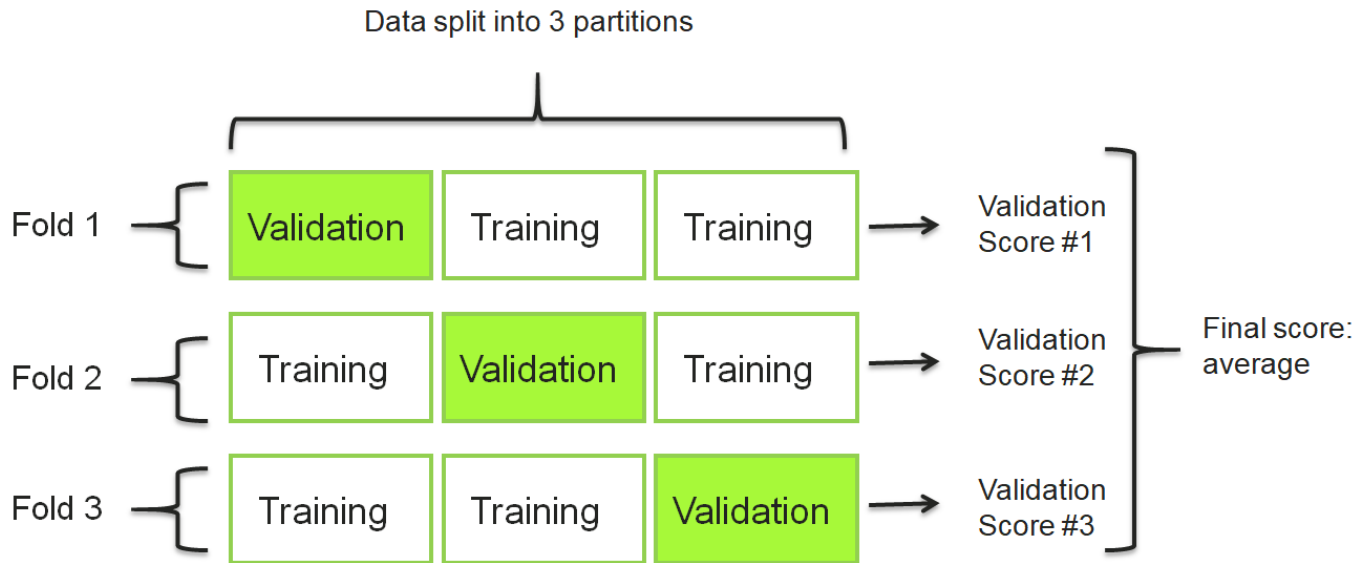 Data split into 3 partitions
Fold 1
Validation
Training
Training
Validation
Score #1
Fold 2
Training
Validation
Training
Validation
Score #2
Final score:
average
Fold 3
Training
Training
Validation
Validation
Score #3